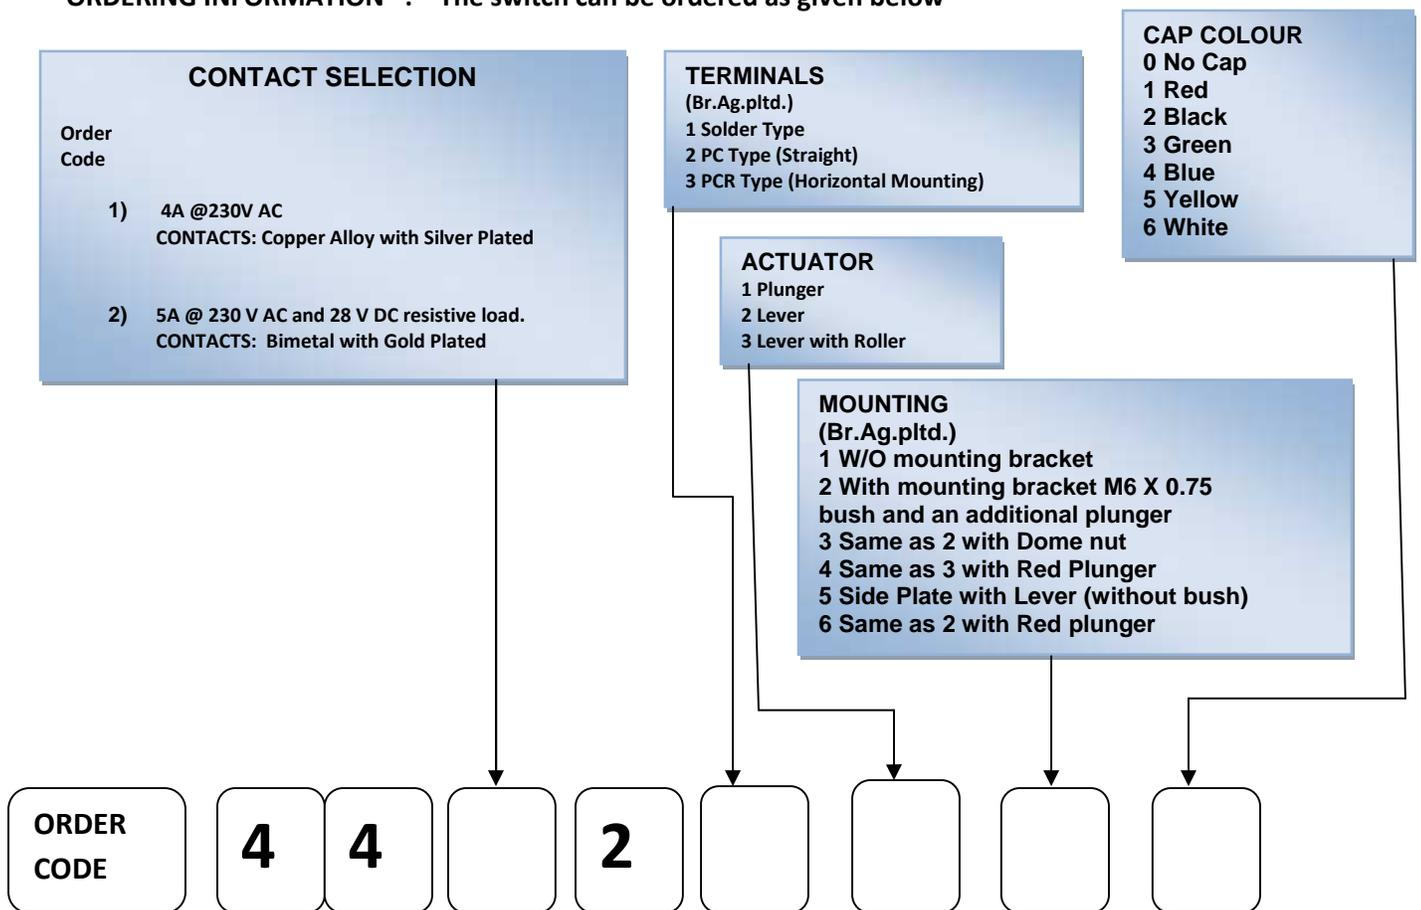 ORDERING INFORMATION : The switch can be ordered as given below
CONTACT SELECTION
Order
Code
1) 4A @230V AC
CONTACTS: Copper Alloy with Silver Plated
2) 5A @ 230 V AC and 28 V DC resistive load.
CONTACTS: Bimetal with Gold Plated
TERMINALS
(Br.Ag.pltd.)
1 Solder Type
2 PC Type (Straight)
3 PCR Type (Horizontal Mounting)
CAP COLOUR
0 No Cap
1 Red
2 Black
3 Green
4 Blue
5 Yellow
6 White
ACTUATOR
1 Plunger
2 Lever
3 Lever with Roller
MOUNTING
(Br.Ag.pltd.)
1 W/O mounting bracket
2 With mounting bracket M6 X 0.75
bush and an additional plunger
3 Same as 2 with Dome nut
4 Same as 3 with Red Plunger
5 Side Plate with Lever (without bush)
6 Same as 2 with Red plunger
ORDER
CODE
4 4 2